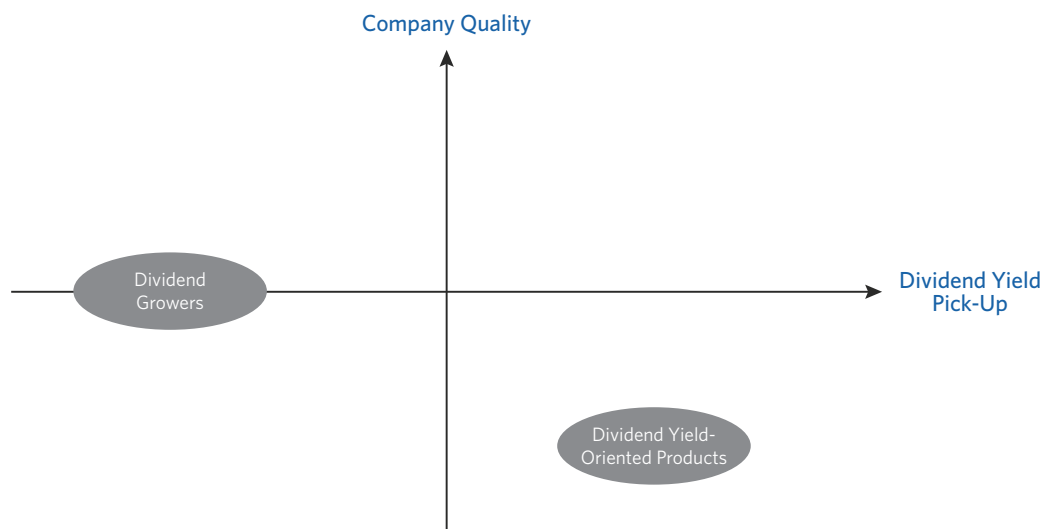 Company Quality
Dividend
Growers
Dividend Yield
Pick-Up
Dividend Yield-
Oriented Products